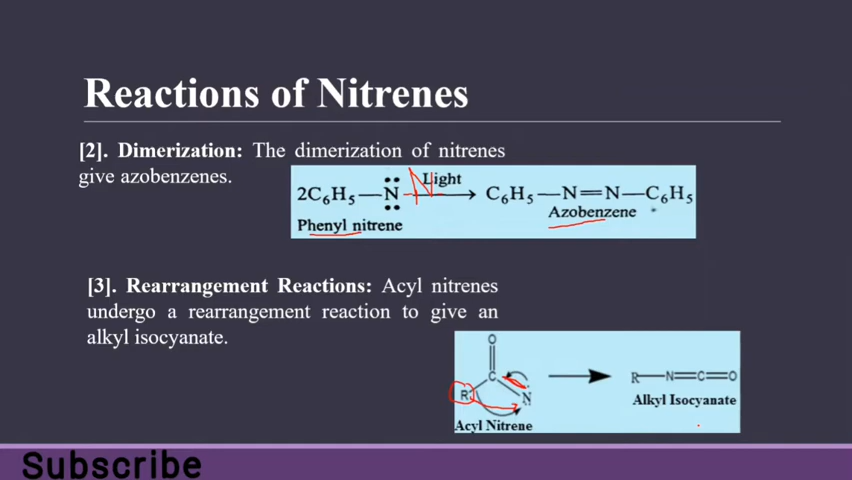 Reactions of Nitrenes
[2]. Dimerization: The dimerization of nitrenes
give azobenzenes.
2C₆H₅—N N Light → C₆H₅—N=N—C₆H₅
Phenyl nitrene
Azobenzene
[3]. Rearrangement Reactions: Acyl nitrenes
undergo a rearrangement reaction to give an
alkyl isocyanate.
O
C
R
N
R—N=C=O
Acyl Nitrene
Alkyl Isocyanate
Subscribe